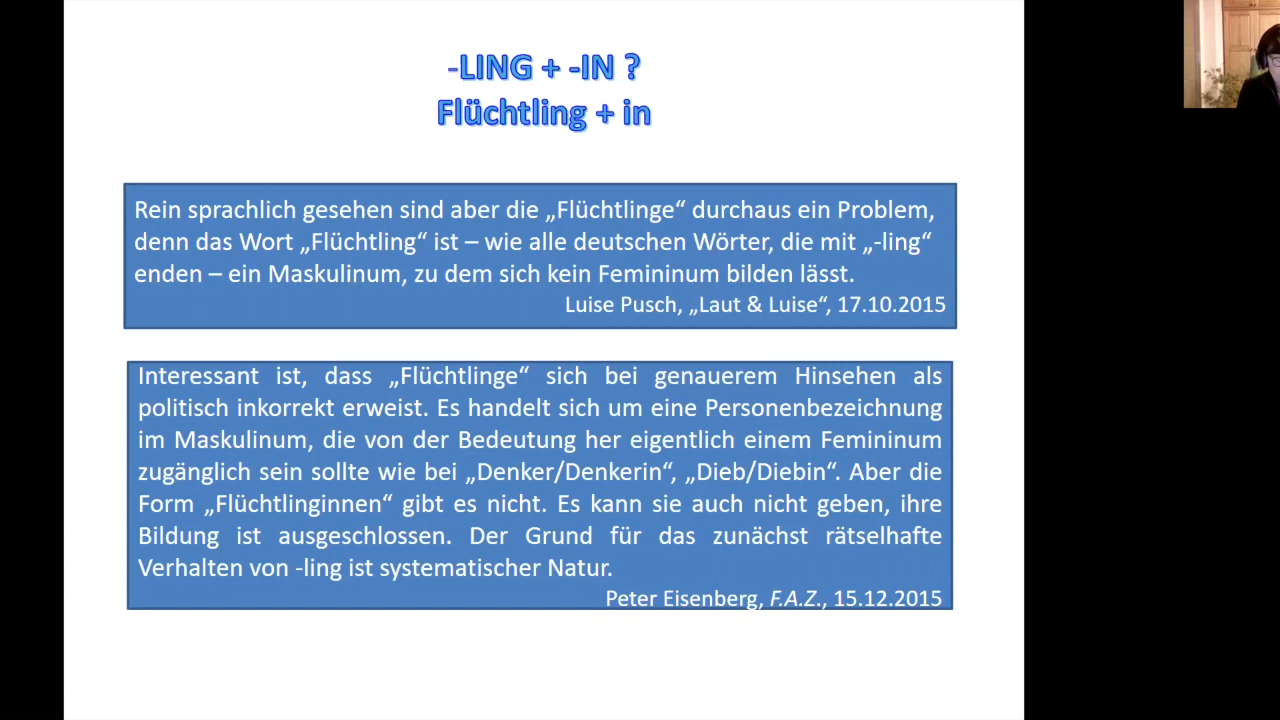 -LING + -IN ?
Flüchtling + in
Rein sprachlich gesehen sind aber die „Flüchtlinge“ durchaus ein Problem,
denn das Wort „Flüchtling“ ist – wie alle deutschen Wörter, die mit „-ling“
enden – ein Maskulinum, zu dem sich kein Femininum bilden lässt.
Luise Pusch, „Laut & Luise“, 17.10.2015
Interessant ist, dass „Flüchtlinge“ sich bei genauerem Hinsehen als
politisch inkorrekt erweist. Es handelt sich um eine Personenbezeichnung
im Maskulinum, die von der Bedeutung her eigentlich einem Femininum
zugänglich sein sollte wie bei „Denker/Denkerin“, „Dieb/Diebin“. Aber die
Form „Flüchtlinginnen“ gibt es nicht. Es kann sie auch nicht geben, ihre
Bildung ist ausgeschlossen. Der Grund für das zunächst rätselhafte
Verhalten von -ling ist systematischer Natur.
Peter Eisenberg, F.A.Z., 15.12.2015